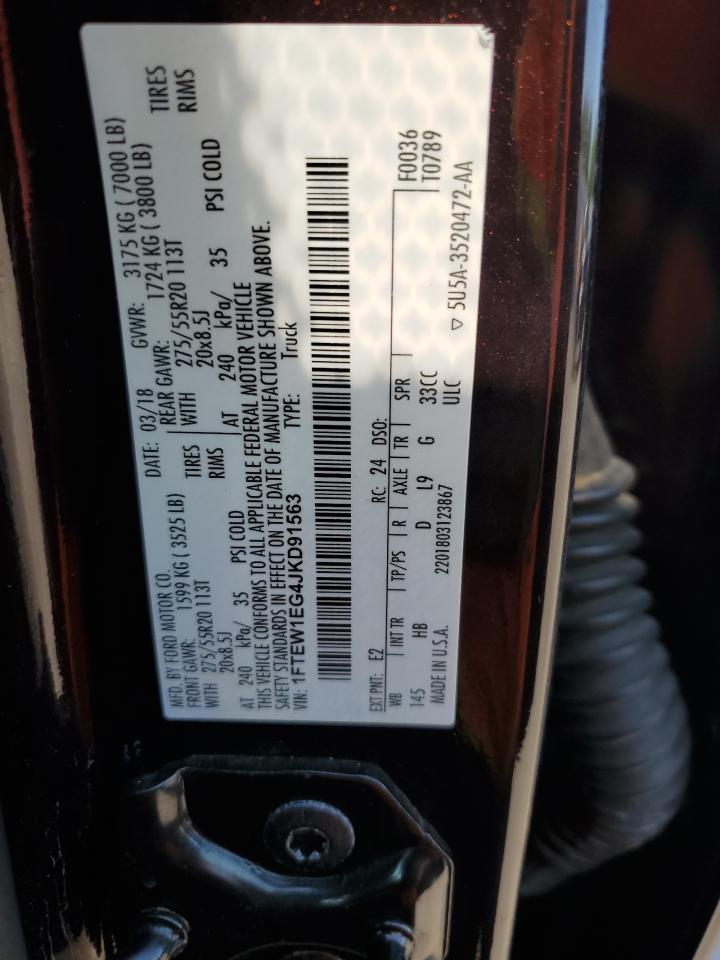 MFD. BY FORD MOTOR CO.
DATE: 03/18 GVWR: 3175 KG ( 7000 LB)
FRONT GAWR: 1599 KG ( 3525 LB) REAR GAWR: 1724 KG ( 3800 LB)
WITH 275/55R20 113T TIRES WITH 275/55R20 113T TIRES
20x8.5J RIMS 20x8.5J RIMS
AT 240 kPa/ 35 PSI COLD AT 240 kPa/ 35 PSI COLD
THIS VEHICLE CONFORMS TO ALL APPLICABLE FEDERAL MOTOR VEHICLE
SAFETY STANDARDS IN EFFECT ON THE DATE OF MANUFACTURE SHOWN ABOVE.
VIN: 1FTEW1EG4JKD91563 TYPE: Truck
EXT PNT: E2 RC: 24 DSO: F0036
WB INT TR TP/PS R AXLE TR SPR T0789
145 HB D L9 G 33CC
MADE IN U.S.A. 2201803123867 ULC
▽ 5U5A-3520472-AA